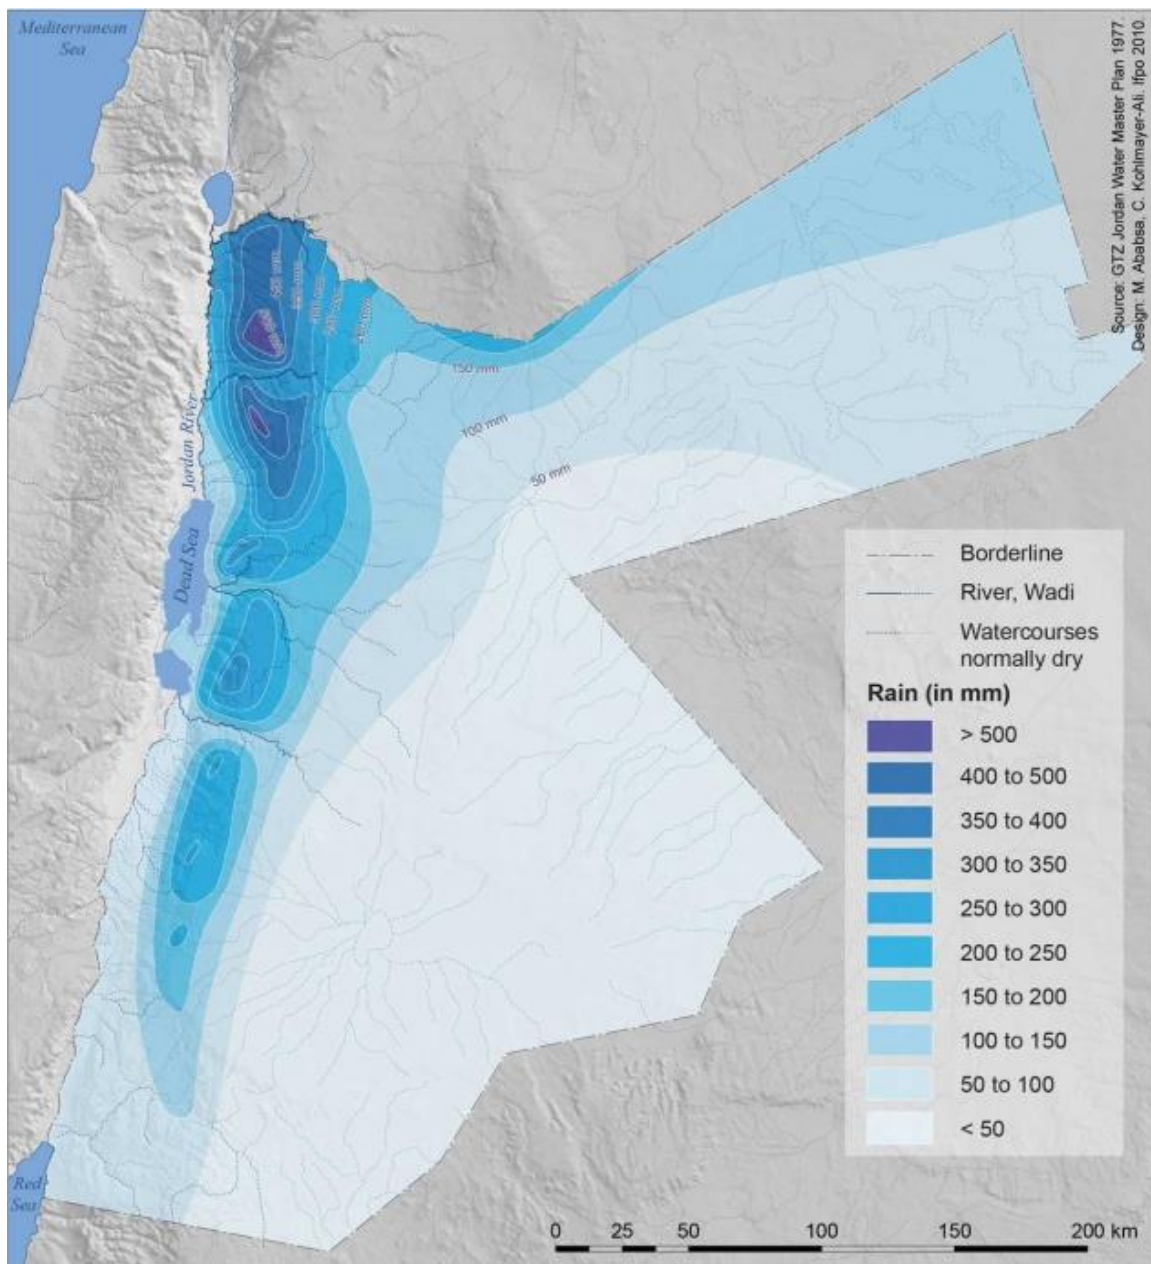 Mediterranean
Sea
Source: GTZ Jordan Water Master Plan 1977.
Design: M. Ababsa, C. Kohlmayer-Ali. Ifpo 2010.
150 mm
100 mm
50 mm
Jordan River
Dead Sea
Borderline
River, Wadi
Watercourses
normally dry
Rain (in mm)
> 500
400 to 500
350 to 400
300 to 350
250 to 300
200 to 250
150 to 200
100 to 150
50 to 100
< 50
Red
Sea
0 25 50 100 150 200 km